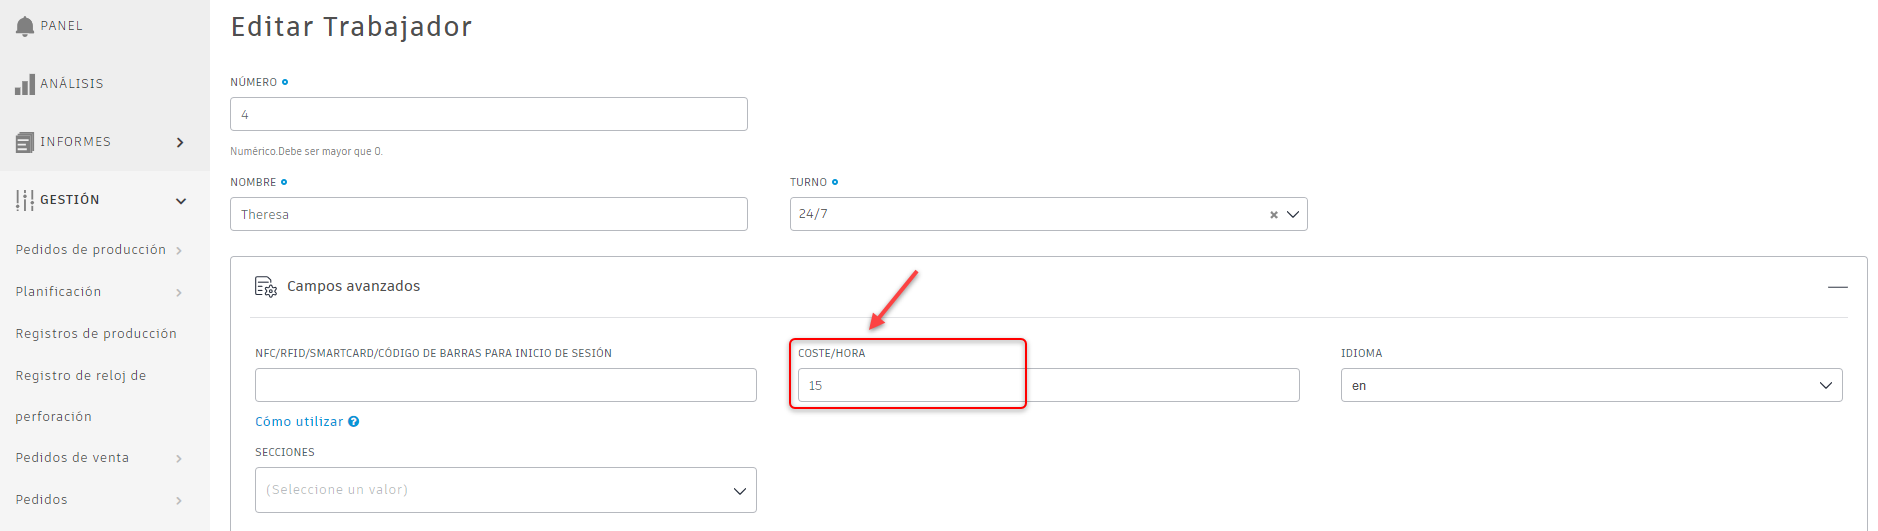 PANEL
ANÁLISIS
INFORMES
GESTIÓN
Pedidos de producción
Planificación
Registros de producción
Registro de reloj de
perforación
Pedidos de venta
Pedidos
Editar Trabajador
NÚMERO
4
Numèrico.Debe ser mayor que 0.
NOMBRE
Theresa
TURNO
24/7
Campos avanzados
NFC/RFID/SMARTCARD/CÓDIGO DE BARRAS PARA INICIO DE SESIÓN
Cómo utilizar
COSTE/HORA
15
IDIOMA
en
SECCIONES
(Seleccione un valor)